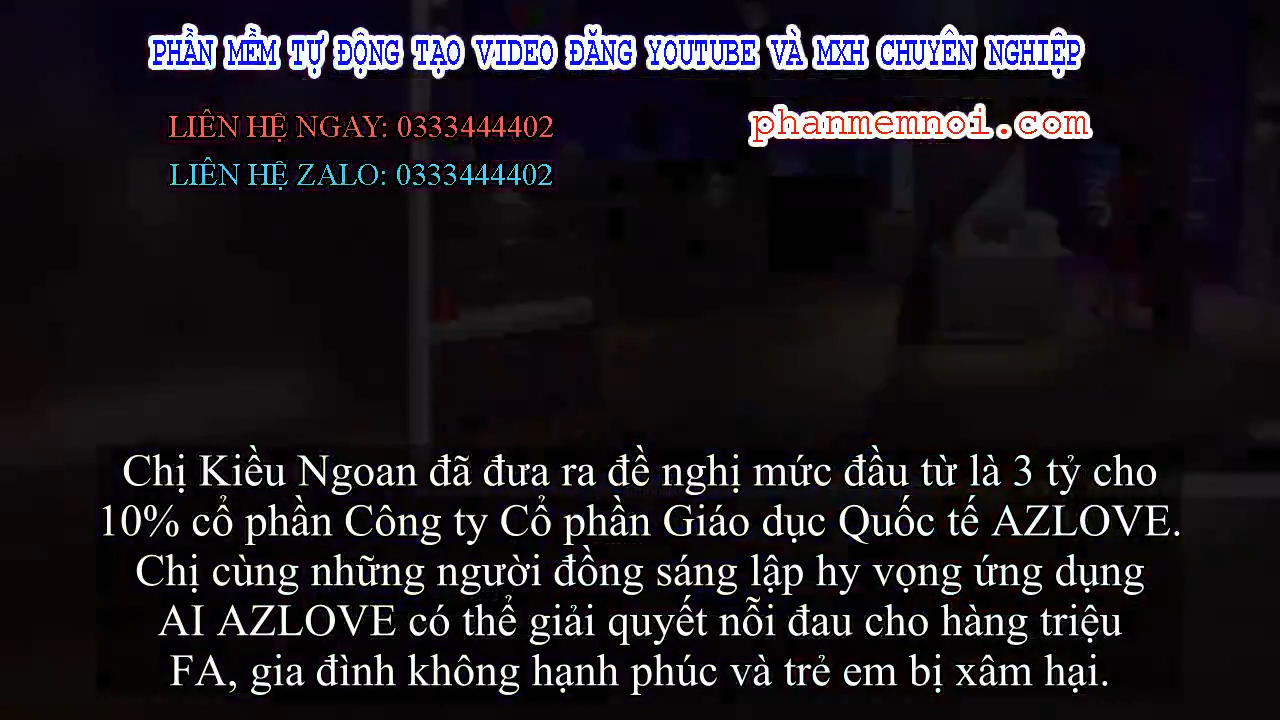 PHẦN MỀM TỰ ĐỘNG TẠO VIDEO ĐĂNG YOUTUBE VÀ MXH CHUYÊN NGHIỆP
LIÊN HỆ NGAY: 0333444402
phanmemnoi.com
LIÊN HỆ ZALO: 0333444402
Chị Kiều Ngoan đã đưa ra đề nghị mức đầu từ là 3 tỷ cho
10% cổ phần Công ty Cổ phần Giáo dục Quốc tế AZLOVE.
Chị cùng những người đồng sáng lập hy vọng ứng dụng
AI AZLOVE có thể giải quyết nỗi đau cho hàng triệu
FA, gia đình không hạnh phúc và trẻ em bị xâm hại.